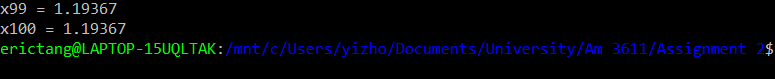 x99 = 1.19367
x100 = 1.19367
erictang@LAPTOP-15UQLTAK:/mnt/c/Users/yizho/Documents/University/Am 3611/Assignment 2$